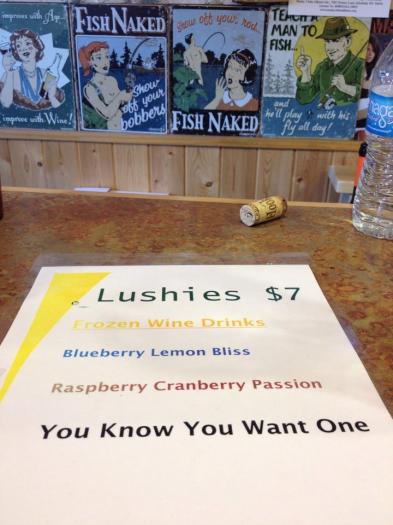 improves with Age...
improves with Wine!
FISH NAKED
Show
off your
bobbers
Show off your rod...
FISH NAKED
TEACH A
MAN TO
FISH...
and
he'll play with his
fly all day!
Lushies $7
Frozen Wine Drinks
Blueberry Lemon Bliss
Raspberry Cranberry Passion
You Know You Want One